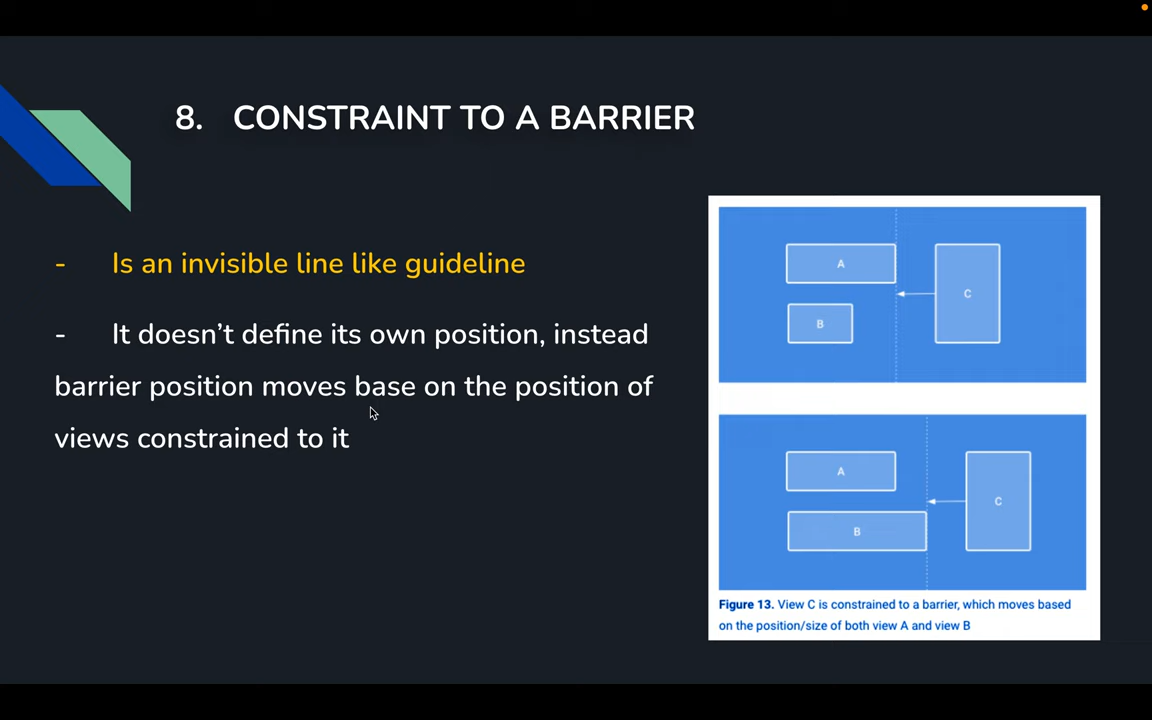 8. CONSTRAINT TO A BARRIER
- Is an invisible line like guideline
- It doesn’t define its own position, instead
barrier position moves base on the position of
views constrained to it
A
B
C
A
B
C
Figure 13. View C is constrained to a barrier, which moves based
on the position/size of both view A and view B